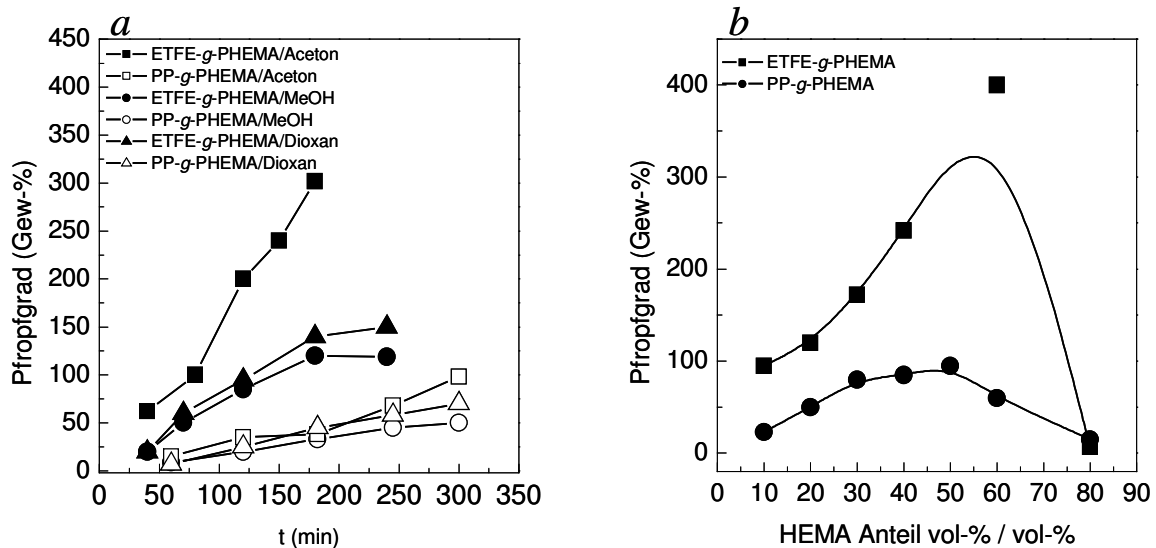 a
450
400
350
300
250
200
150
100
50
0
Pfropfgrad (Gew-%)
ETFE-g-PHEMA/Aceton
PP-g-PHEMA/Aceton
ETFE-g-PHEMA/MeOH
PP-g-PHEMA/MeOH
ETFE-g-PHEMA/Dioxan
PP-g-PHEMA/Dioxan
0 50 100 150 200 250 300 350
t (min)
b
400
300
200
100
0
Pfropfgrad (Gew-%)
ETFE-g-PHEMA
PP-g-PHEMA
0 10 20 30 40 50 60 70 80 90
HEMA Anteil vol-% / vol-%